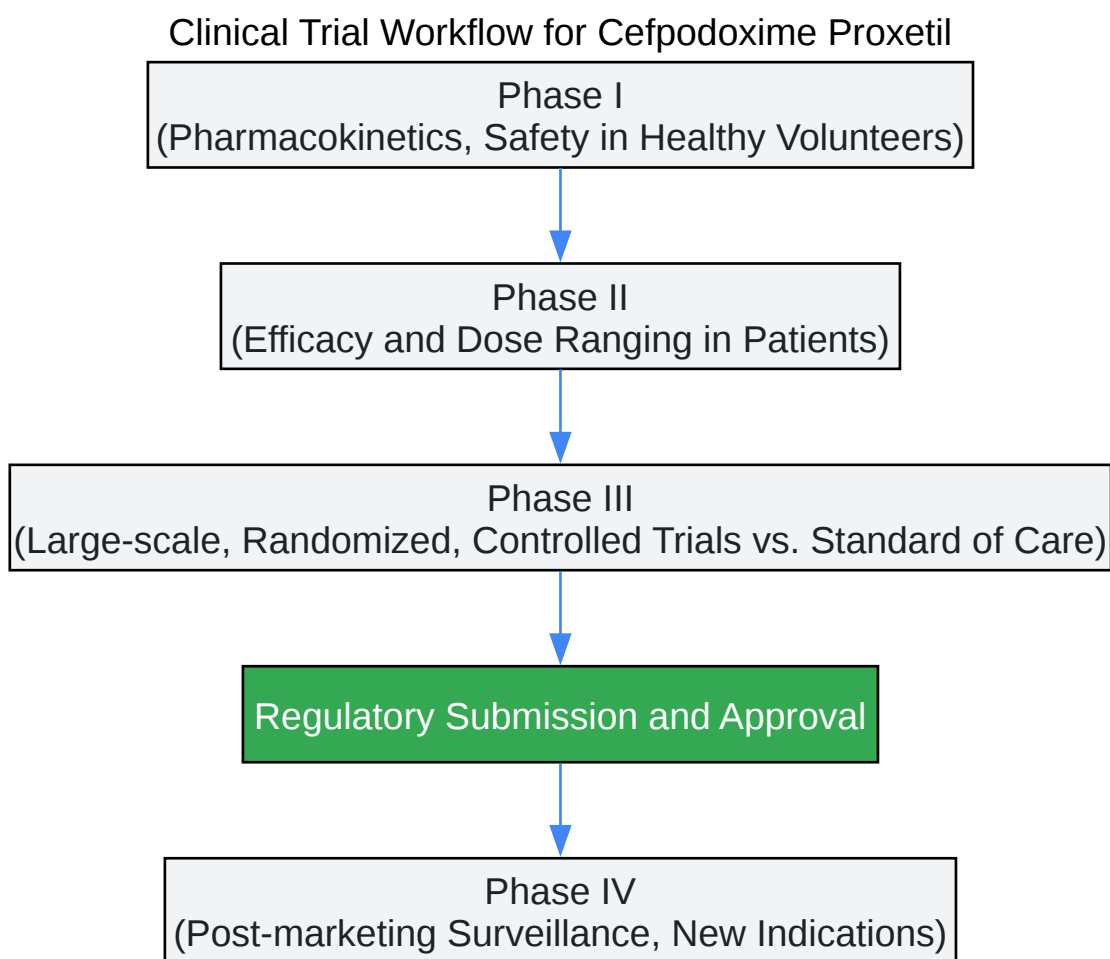 Clinical Trial Workflow for Cefpodoxime Proxetil
Phase I
(Pharmacokinetics, Safety in Healthy Volunteers)
Phase II
(Efficacy and Dose Ranging in Patients)
Phase III
(Large-scale, Randomized, Controlled Trials vs. Standard of Care)
Regulatory Submission and Approval
Phase IV
(Post-marketing Surveillance, New Indications)